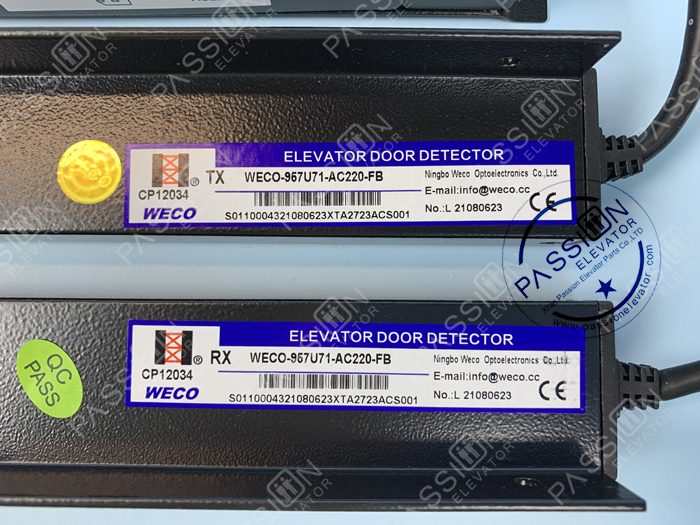 ELEVATOR DOOR DETECTOR
® TX WECO-957U71-AC220-FB
CP12034
WECO
S0110004321080623XTA2723ACS001
Ningbo Weco Optoelectronics Co.,Ltd.
E-mail:info@weco.cc
No.:L 21080623
CE
PASSION
ELEVATOR
Passion Elevator Parts Co.,LTD
www.passionelevator.com
QC
PASS
ELEVATOR DOOR DETECTOR
® RX WECO-957U71-AC220-FB
CP12034
WECO
S0110004321080623XTA2723ACS001
Ningbo Weco Optoelectronics Co.,Ltd.
E-mail:info@weco.cc
No.:L 21080623
CE